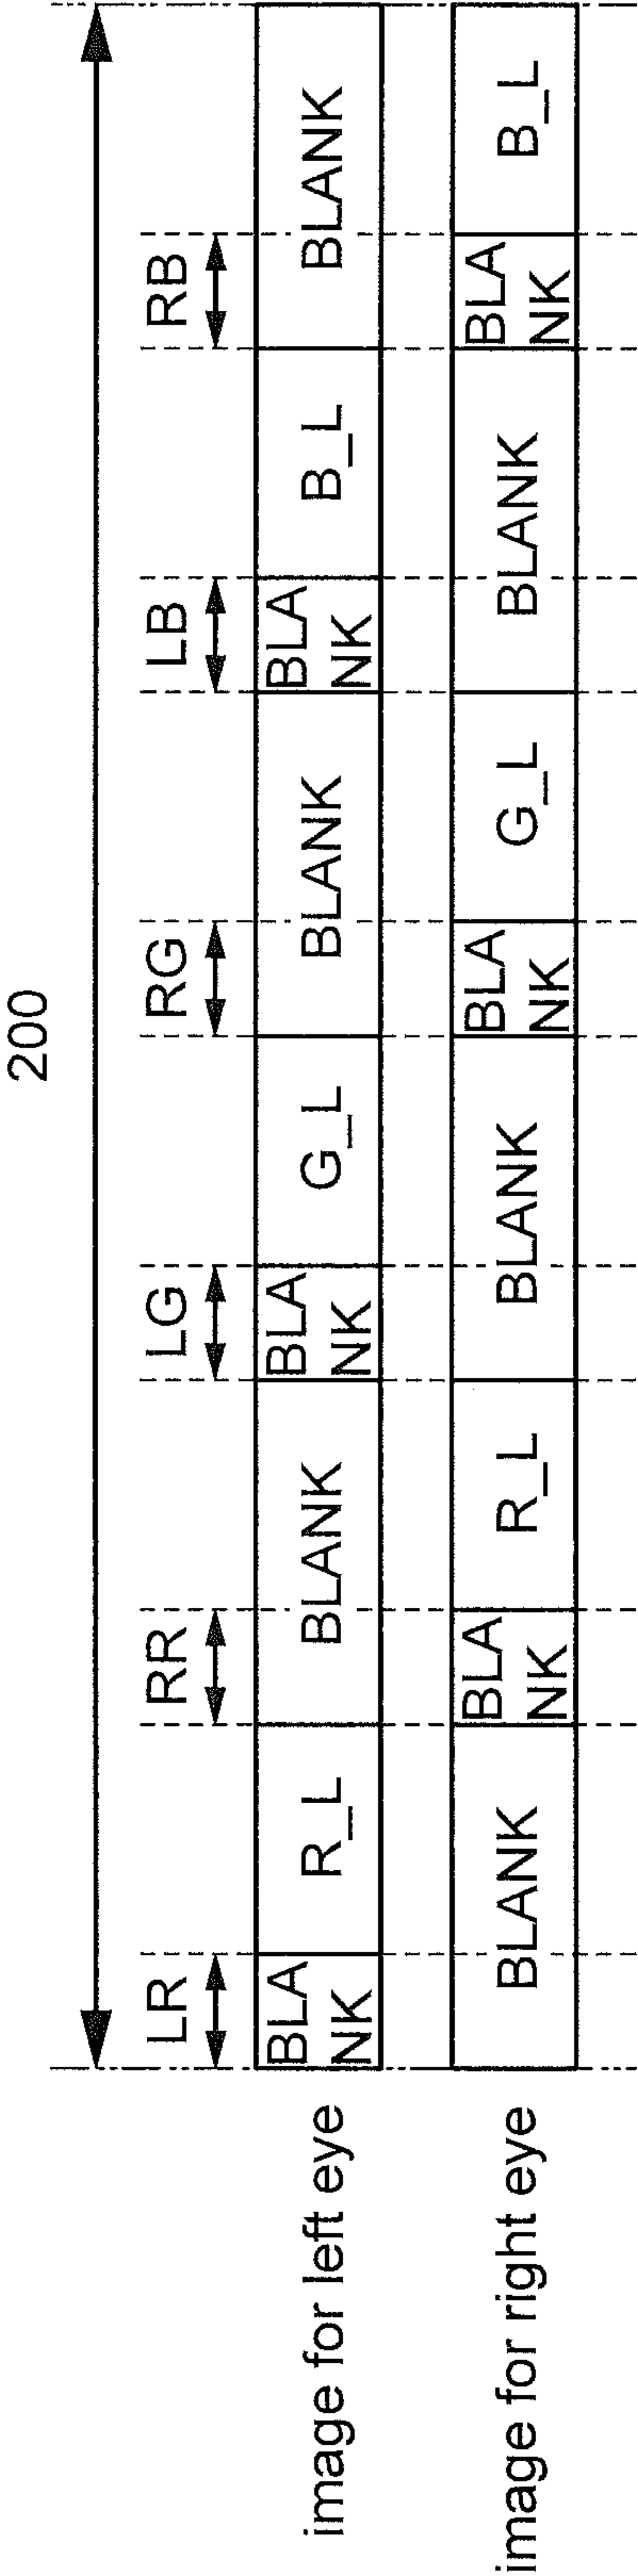 200
LR
RR
LG
RG
LB
RB
image for left eye
BLA
NK
R_L
BLANK
BLA
NK
G_L
BLANK
BLA
NK
B_L
BLANK
image for right eye
BLANK
BLA
NK
R_L
BLANK
BLA
NK
G_L
BLANK
BLA
NK
B_L